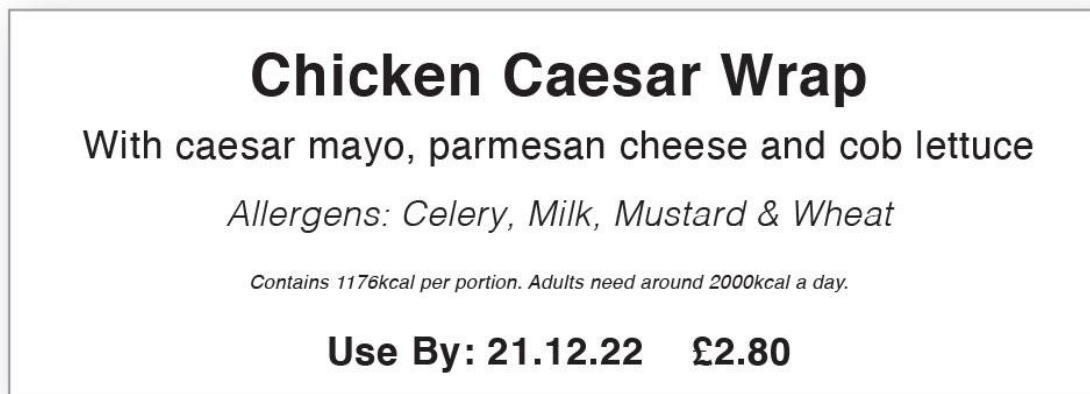 Chicken Caesar Wrap
With caesar mayo, parmesan cheese and cob lettuce
Allergens: Celery, Milk, Mustard & Wheat
Contains 1176kcal per portion. Adults need around 2000kcal a day.
Use By: 21.12.22 £2.80